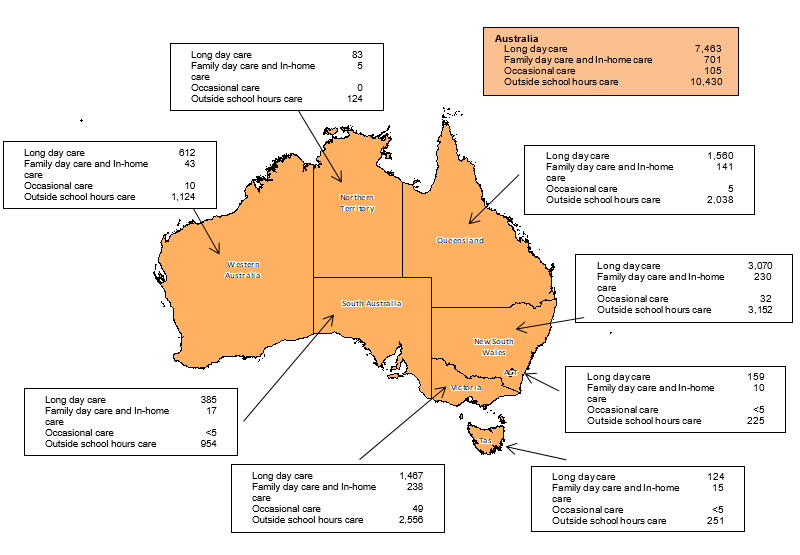 Australia
Long daycare 7,463
Family day care and In-home care 701
Occasional care 105
Outside school hours care 10,430
Long day care 83
Family day care and In-home 5
care
Occasional care 0
Outside school hours care 124
Long day care 612
Family day care and In-home 43
care
Occasional care 10
Outside school hours care 1,124
Long daycare 1,560
Family day care and In-home 141
care
Occasional care 5
Outside school hours care 2,038
Northern
Territory
Queensland
Western
Australia
South Australia
New South
Wales
ACT
Victoria
Tas
Long daycare 3,070
Family day care and In-home 230
care
Occasional care 32
Outside school hours care 3,152
Long daycare 159
Family day care and In-home 10
care
Occasional care <5
Outside school hours care 225
Long day care 385
Family day care and In-home 17
care
Occasional care <5
Outside school hours care 954
Long day care 1,467
Family day care and In-home 238
care
Occasional care 49
Outside school hours care 2,556
Long daycare 124
Family day care and In-home 15
care
Occasional care <5
Outside school hours care 251